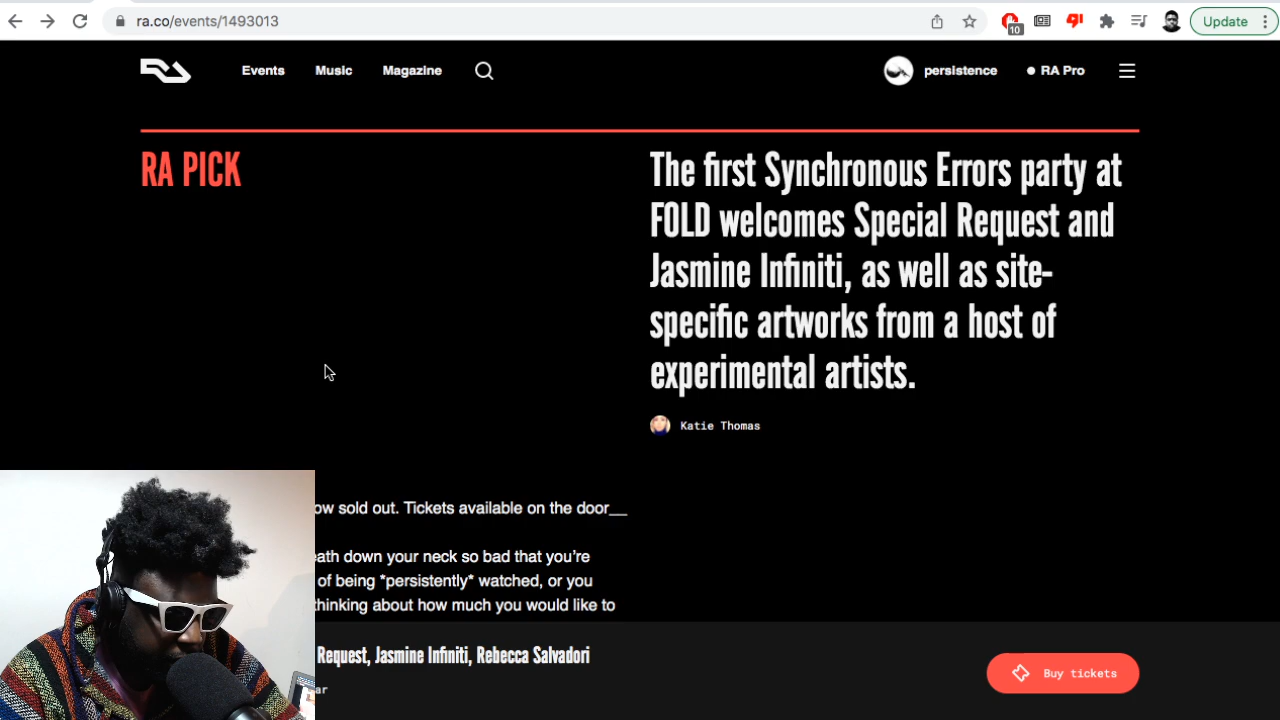 ra.co/events/1493013
10
Update
Events Music Magazine
persistence
RA Pro
RA PICK
The first Synchronous Errors party at
FOLD welcomes Special Request and
Jasmine Infiniti, as well as site-
specific artworks from a host of
experimental artists.
Katie Thomas
ow sold out. Tickets available on the door__
ath down your neck so bad that you’re
of being *persistently* watched, or you
thinking about how much you would like to
Request, Jasmine Infiniti, Rebecca Salvadori
ar
Buy tickets